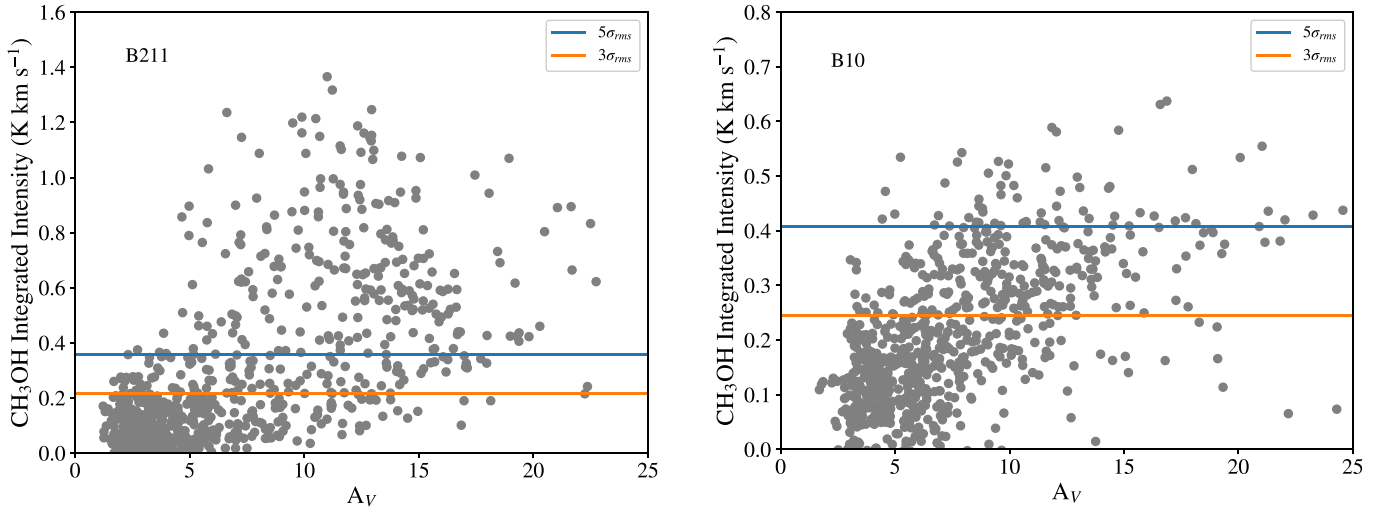 B211
5σrms
3σrms
CH₃OH Integrated Intensity (K km s⁻¹)
1.6
1.4
1.2
1.0
0.8
0.6
0.4
0.2
0.0
0 5 10 15 20 25
A_V
B10
5σrms
3σrms
CH₃OH Integrated Intensity (K km s⁻¹)
0.8
0.7
0.6
0.5
0.4
0.3
0.2
0.1
0.0
0 5 10 15 20 25
A_V